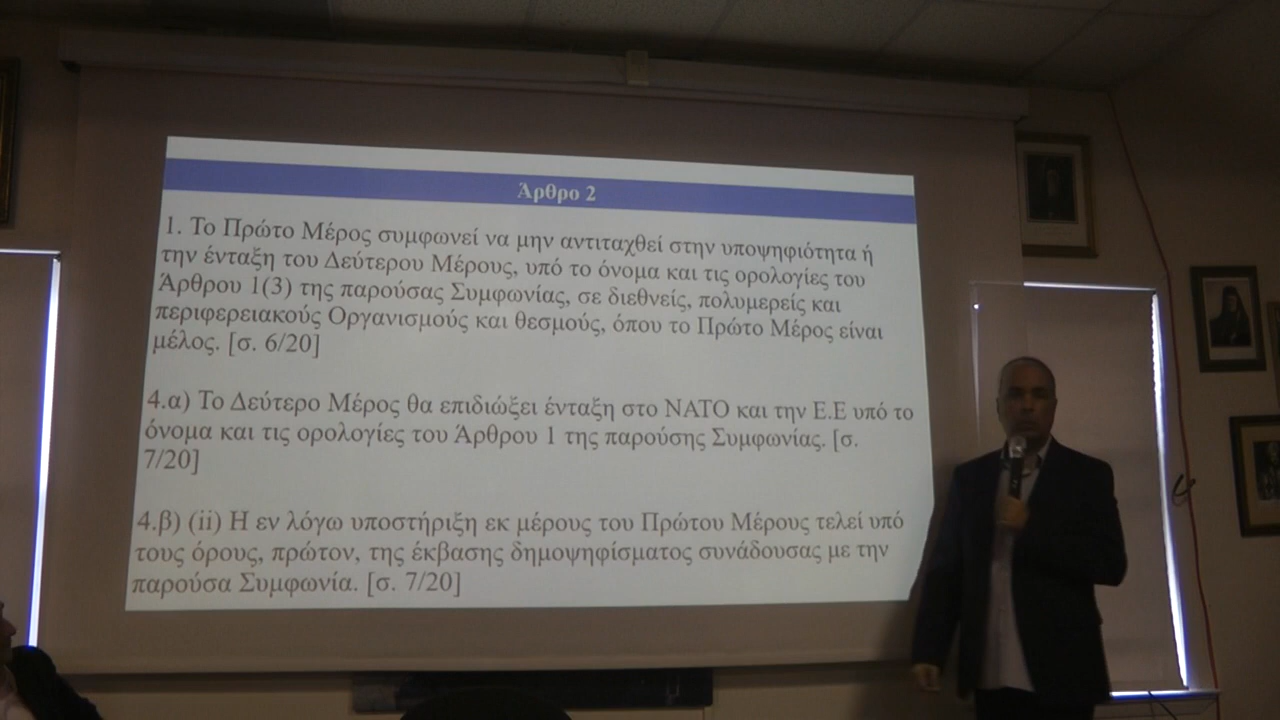 Άρθρο 2
1. Το Πρώτο Μέρος συμφωνεί να μην αντιταχθεί στην υποψηφιότητα ή
την ένταξη του Δεύτερου Μέρους, υπό το όνομα και τις ορολογίες του
Άρθρου 1(3) της παρούσας Συμφωνίας, σε διεθνείς, πολυμερείς και
περιφερειακούς Οργανισμούς και θεσμούς, όπου το Πρώτο Μέρος είναι
μέλος. [σ. 6/20]
4.α) Το Δεύτερο Μέρος θα επιδιώξει ένταξη στο ΝΑΤΟ και την Ε.Ε υπό το
όνομα και τις ορολογίες του Άρθρου 1 της παρούσης Συμφωνίας. [σ.
7/20]
4.β) (ii) Η εν λόγω υποστήριξη εκ μέρους του Πρώτου Μέρους τελεί υπό
τους όρους, πρώτον, της έκβασης δημοψηφίσματος συνάδουσας με την
παρούσα Συμφωνία. [σ. 7/20]